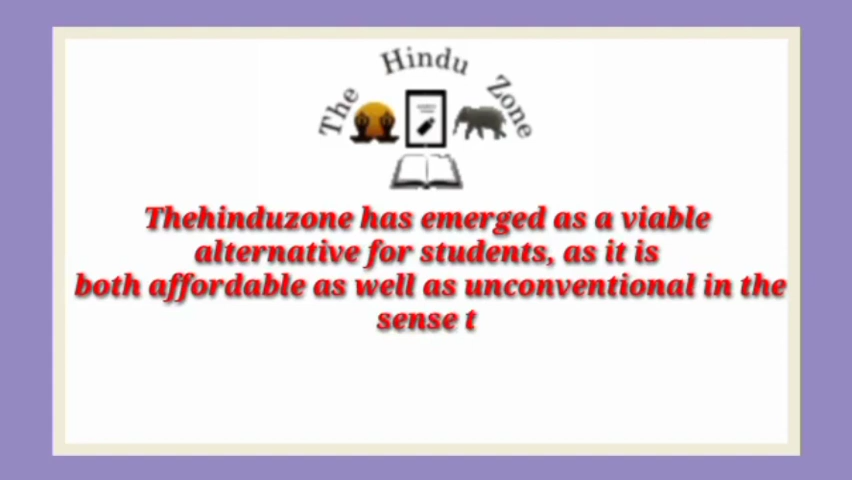 The Hindu Zone
Thehinduzone has emerged as a viable
alternative for students, as it is
both affordable as well as unconventional in the
sense t